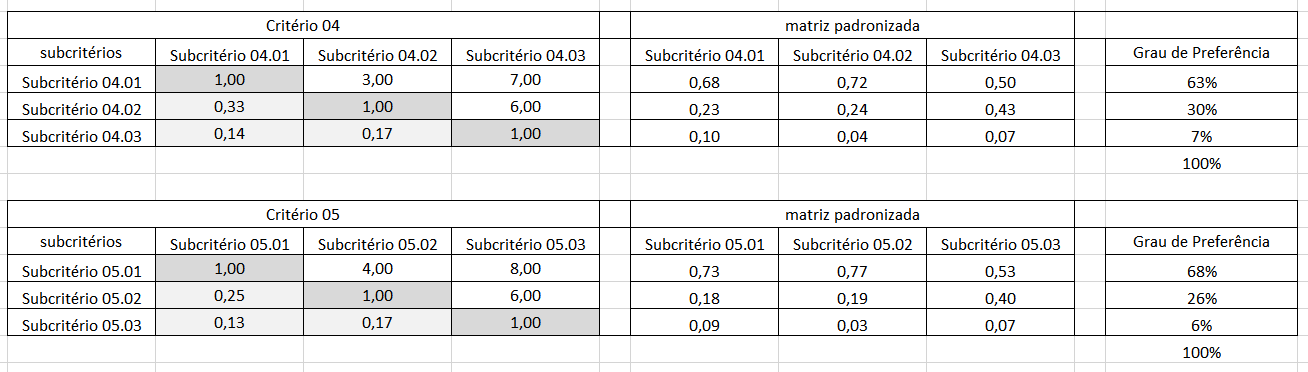 Critério 04 matriz padronizada
subcritérios Subcritério 04.01 Subcritério 04.02 Subcritério 04.03 Subcritério 04.01 Subcritério 04.02 Subcritério 04.03 Grau de Preferência
Subcritério 04.01 1,00 3,00 7,00 0,68 0,72 0,50 63%
Subcritério 04.02 0,33 1,00 6,00 0,23 0,24 0,43 30%
Subcritério 04.03 0,14 0,17 1,00 0,10 0,04 0,07 7%
100%
Critério 05 matriz padronizada
subcritérios Subcritério 05.01 Subcritério 05.02 Subcritério 05.03 Subcritério 05.01 Subcritério 05.02 Subcritério 05.03 Grau de Preferência
Subcritério 05.01 1,00 4,00 8,00 0,73 0,77 0,53 68%
Subcritério 05.02 0,25 1,00 6,00 0,18 0,19 0,40 26%
Subcritério 05.03 0,13 0,17 1,00 0,09 0,03 0,07 6%
100%